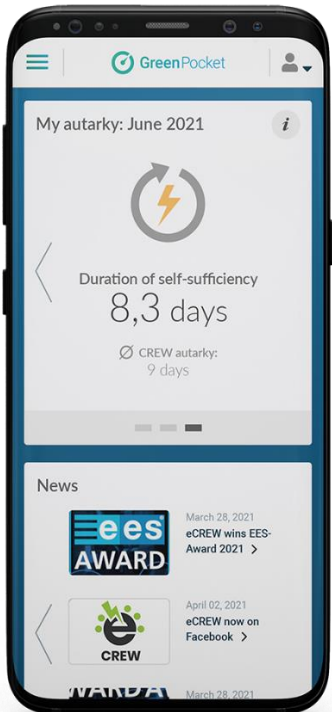 GreenPocket
My autarky: June 2021
i
Duration of self-sufficiency
8,3 days
Ø CREW autarky:
9 days
News
ees
AWARD
March 28, 2021
eCREW wins EES-
Award 2021 >
e
CREW
April 02, 2021
eCREW now on
Facebook >
March 28, 2021